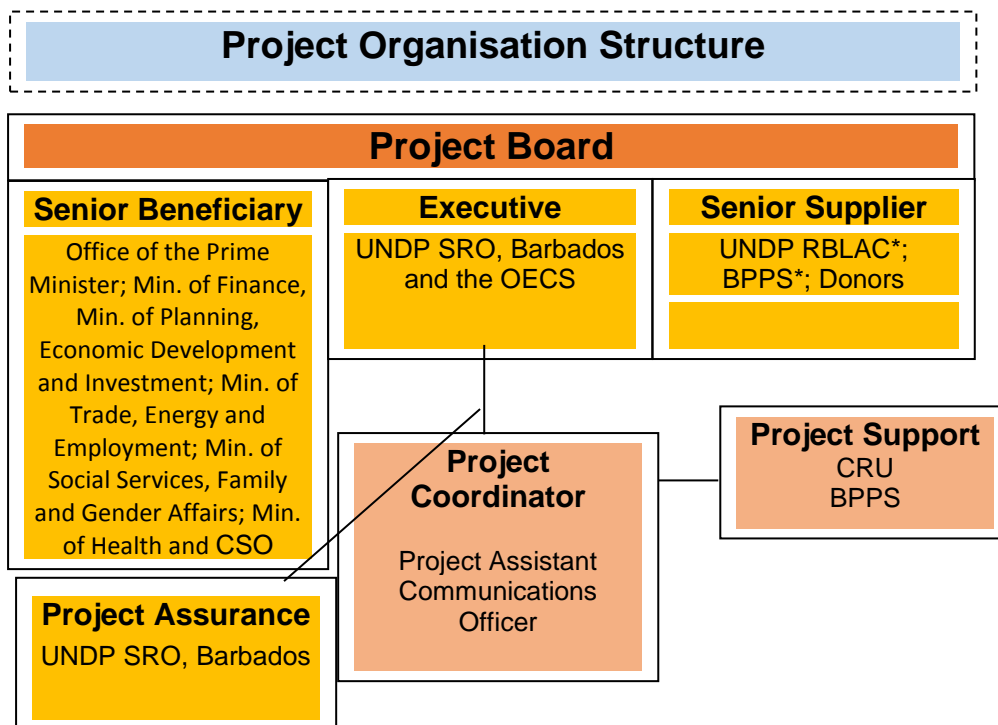 Project Organisation Structure
Project Board
Senior Beneficiary
Office of the Prime
Minister; Min. of Finance,
Min. of Planning,
Economic Development
and Investment; Min. of
Trade, Energy and
Employment; Min. of
Social Services, Family
and Gender Affairs; Min.
of Health and CSO
Executive
UNDP SRO, Barbados
and the OECS
Senior Supplier
UNDP RBLAC*;
BPPS*; Donors
Project
Coordinator
Project Assistant
Communications
Officer
Project Support
CRU
BPPS
Project Assurance
UNDP SRO, Barbados